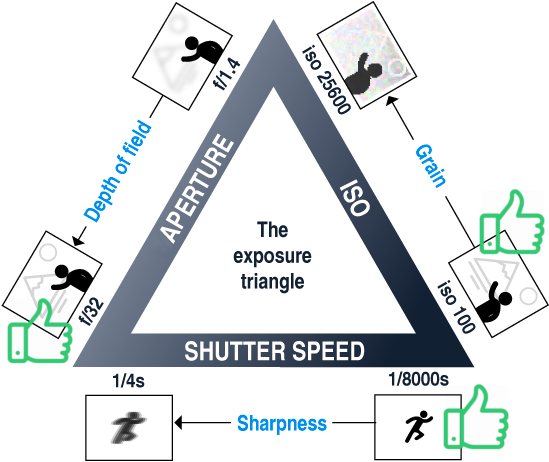 f/1.4
iso 25600
Depth of field
APERTURE
ISO
Grain
The
exposure
triangle
f/32
iso 100
SHUTTER SPEED
1/4s
1/8000s
Sharpness